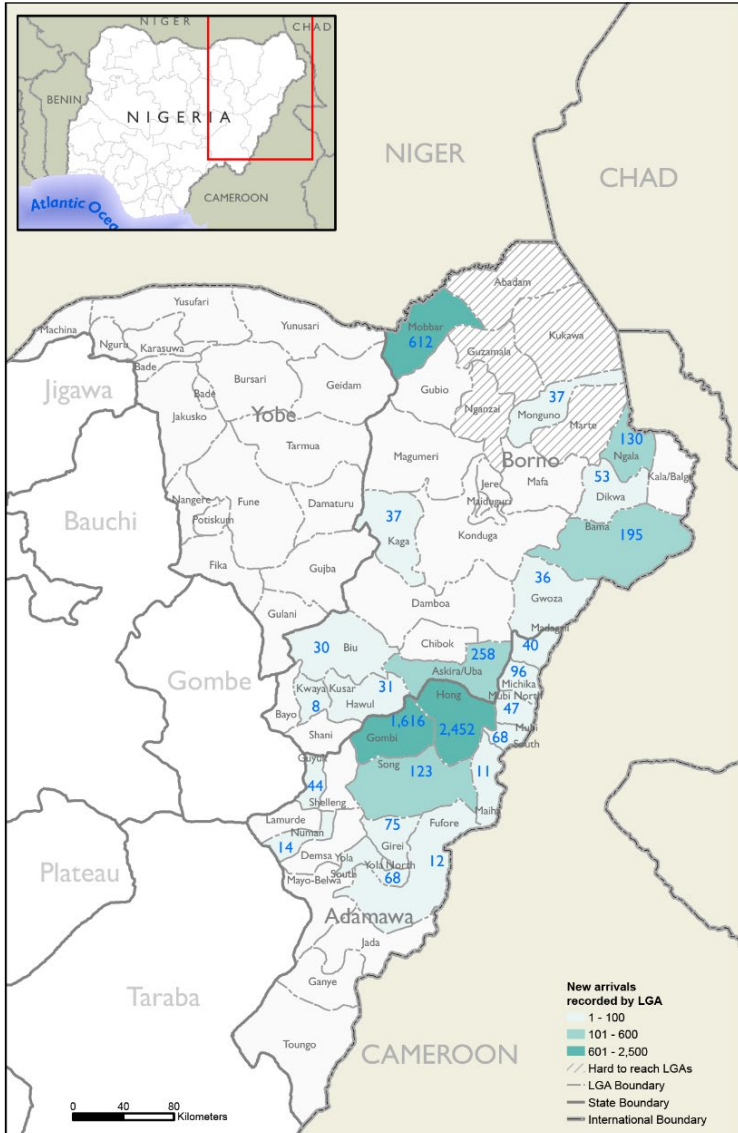 NIGER
CHAD
BENIN
NIGERIA
CAMEROON
Atlantic Ocea
NIGER
CHAD
Abadam
Yusufari
Mobbar
612
Kukawa
Machina
Yunusari
Nguru
Karasuwa
Guzamala
Bade
Jigawa
Bursari
Geidam
Gubio
37
Bade
Nganzai
Monguno
Jakusko
Yobe
Marte
130
Tarmua
Magumeri
Borno
Ngala
Jere
53
Kala/Balge
Nangere
Fune
Damaturu
Maiduguri
Mafa
Dikwa
Bauchi
Potiskum
37
Bama
195
Kaga
Konduga
Fika
Gujba
36
Damboa
Gwoza
Gulani
Madagali
30
Biu
Chibok
258
40
Askira/Uba
96
Gombe
Kwaya Kusar
31
Hong
Michika
Mubi North
Bayo
8
Hawul
1,616
2,452
47
Mubi
Shani
Gombi
68
South
Guyuk
Song
123
11
44
Shelleng
Maiha
Lamurde
75
Fufore
Numan
14
Girei
Demsa
Yola
12
Plateau
Yola North
Mayo-Belwa
South
68
Adamawa
Jada
Ganye
Taraba
Toungo
CAMEROON
New arrivals
recorded by LGA
1 - 100
101 - 600
601 - 2,500
Hard to reach LGAs
LGA Boundary
State Boundary
International Boundary
0 40 80
Kilometers